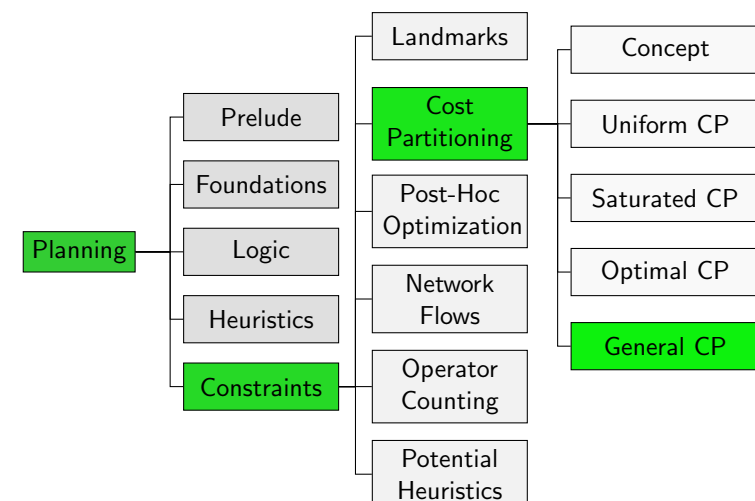 Planning
Prelude
Foundations
Logic
Heuristics
Constraints
Landmarks
Cost
Partitioning
Post-Hoc
Optimization
Network
Flows
Operator
Counting
Potential
Heuristics
Concept
Uniform CP
Saturated CP
Optimal CP
General CP